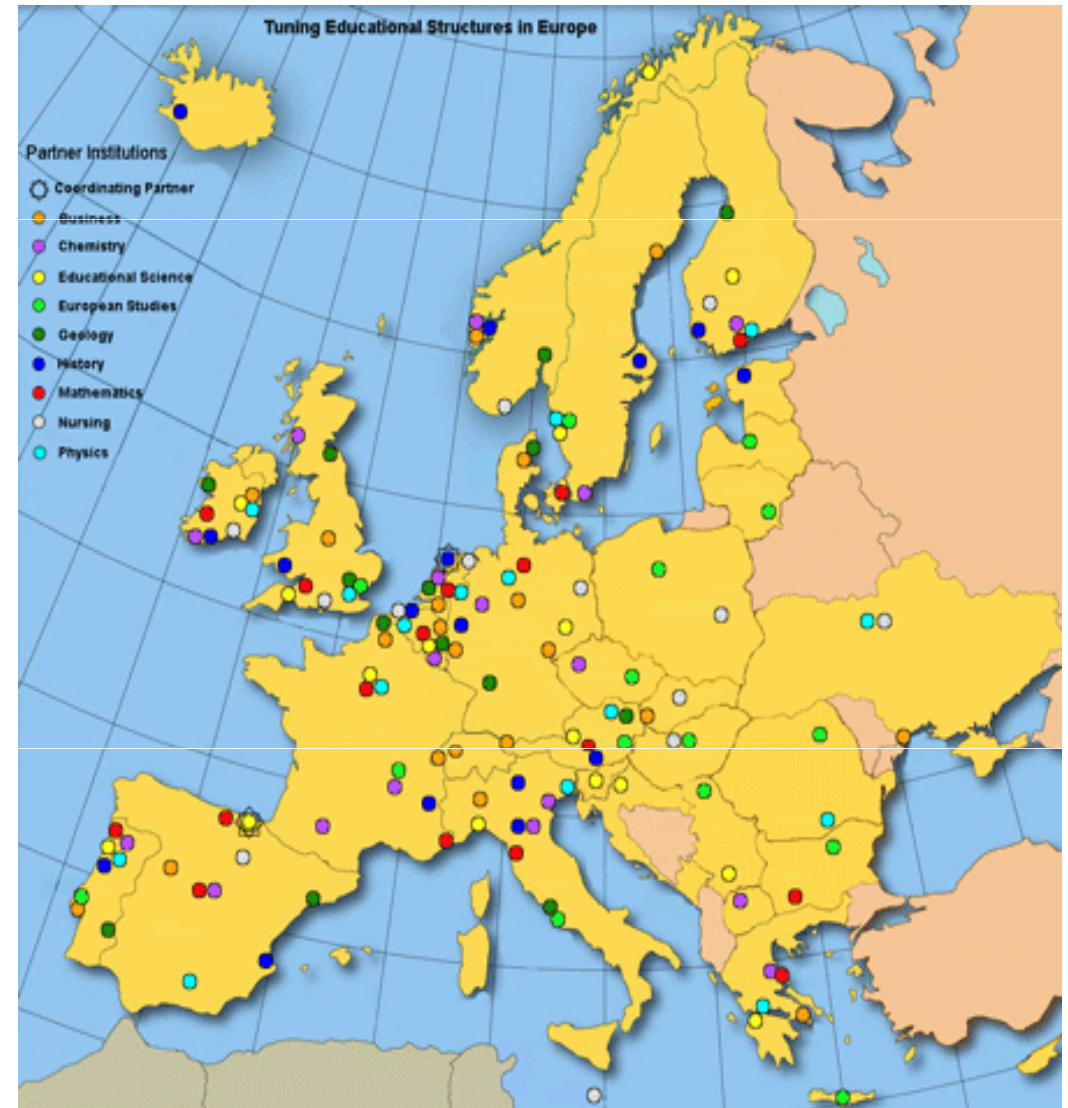 Tuning Educational Structures in Europe
Partner Institutions
Coordinating Partner
Business
Chemistry
Educational Science
European Studies
Geology
History
Mathematics
Nursing
Physics